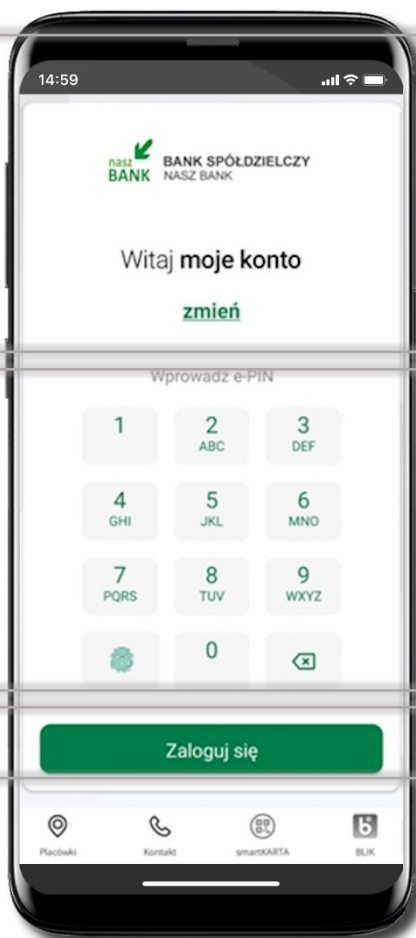 14:59
nasz
BANK
BANK SPÓŁDZIELCZY
NASZ BANK
Witaj moje konto
zmień
Wprowadź e-PIN
1
2
ABC
3
DEF
4
GHI
5
JKL
6
MNO
7
PQRS
8
TUV
9
WXYZ
0
Zaloguj się
Placówki
Kontakt
smartKARTA
BLIK